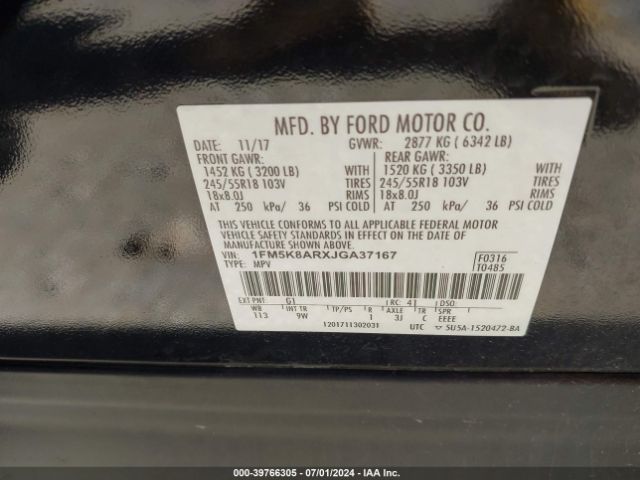 MFD. BY FORD MOTOR CO.
DATE: 11/17 GVWR: 2877 KG ( 6342 LB)
FRONT GAWR: REAR GAWR:
1452 KG ( 3200 LB) WITH 1520 KG ( 3350 LB) WITH
245/55R18 103V TIRES 245/55R18 103V TIRES
18x8.0J RIMS 18x8.0J RIMS
AT 250 kPa/ 36 PSI COLD AT 250 kPa/ 36 PSI COLD
THIS VEHICLE CONFORMS TO ALL APPLICABLE FEDERAL MOTOR
VEHICLE SAFETY STANDARDS IN EFFECT ON THE DATE OF
MANUFACTURE SHOWN ABOVE.
VIN: 1FM5K8ARXJGA37167 F0316
TYPE: MPV T0485
EXT PNT: G1 RC: 41 DSO:
WB INT TR TP/PS R AXLE TR SPR
113 9W 1 3J C EEEE
1201711302031 UTC ▽ 5U5A-1520472-BA
000-39766305 / 07/01/2024 - IAA Inc.